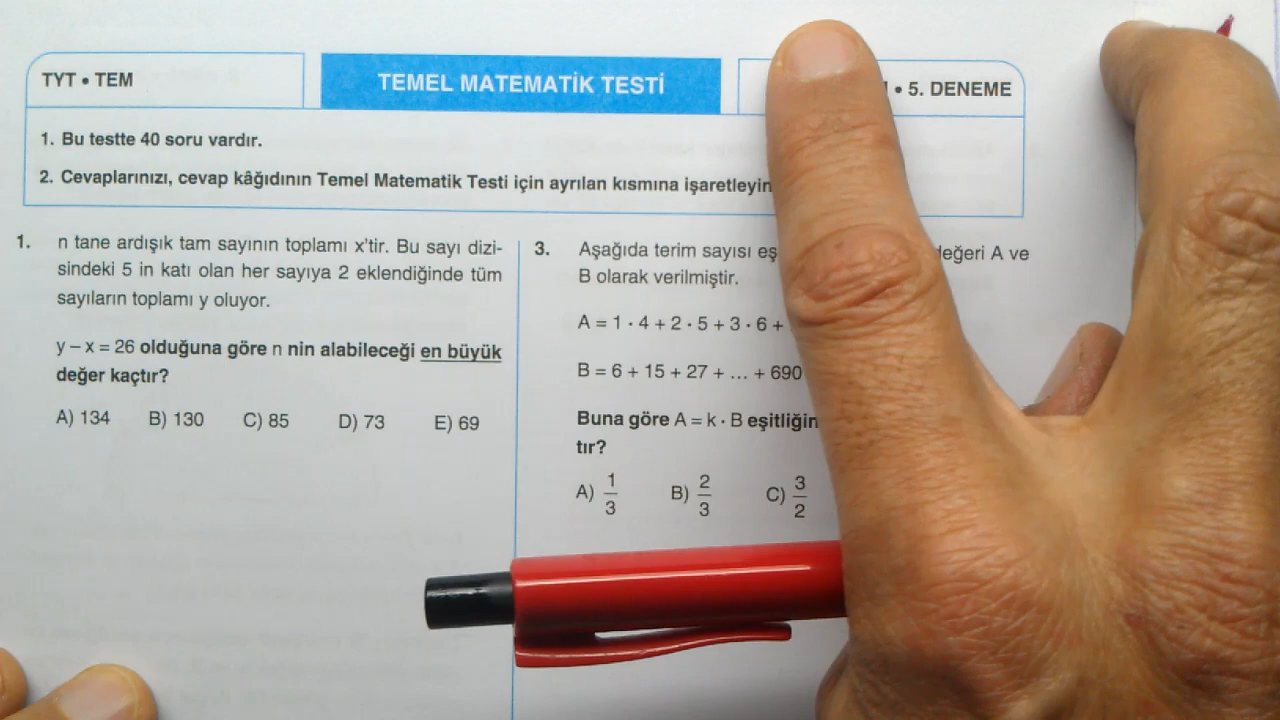 TYT • TEM
TEMEL MATEMATİK TESTİ
• 5. DENEME
1. Bu testte 40 soru vardır.
2. Cevaplarınızı, cevap kâğıdının Temel Matematik Testi için ayrılan kısmına işaretleyin
1. n tane ardışık tam sayının toplamı x'tir. Bu sayı dizi-
sindeki 5 in katı olan her sayıya 2 eklendiğinde tüm
sayıların toplamı y oluyor.
y – x = 26 olduğuna göre n nin alabileceği en büyük
değer kaçtır?
A) 134 B) 130 C) 85 D) 73 E) 69
3. Aşağıda terim sayısı eş değeri A ve
B olarak verilmiştir.
A = 1 · 4 + 2 · 5 + 3 · 6 +
B = 6 + 15 + 27 + ... + 690
Buna göre A = k · B eşitliğin
tır?
A) 1/3 B) 2/3 C) 3/2